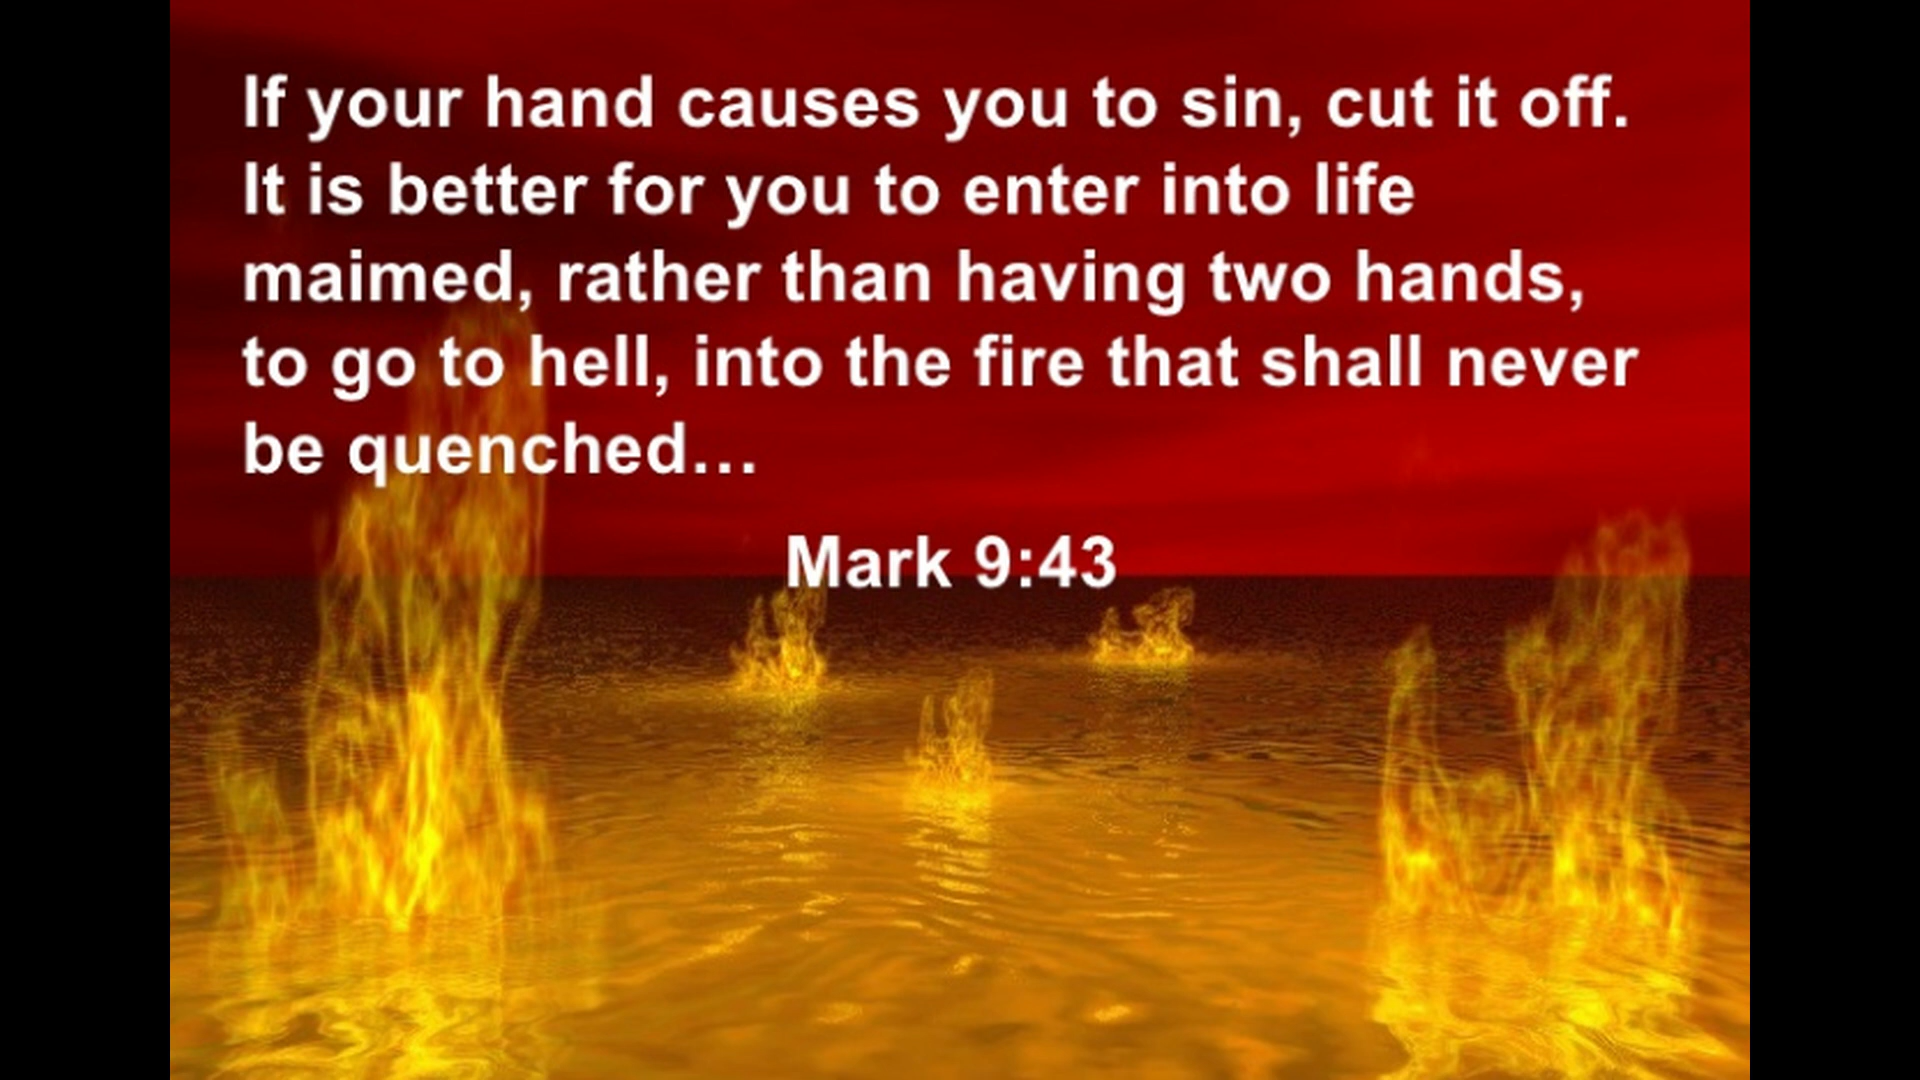 If your hand causes you to sin, cut it off.
It is better for you to enter into life
maimed, rather than having two hands,
to go to hell, into the fire that shall never
be quenched...
Mark 9:43